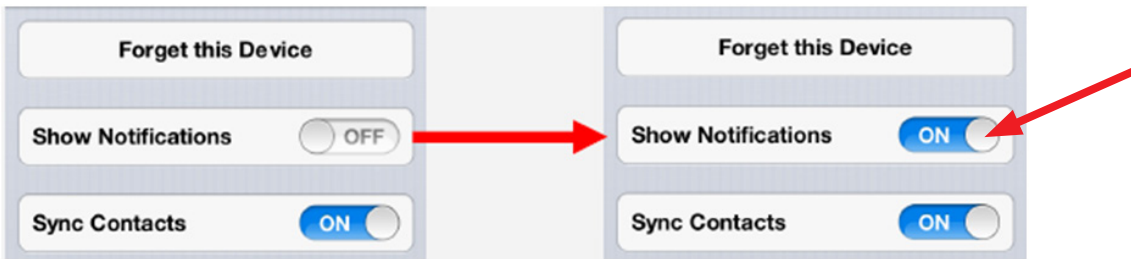 Forget this Device
Show Notifications OFF
Sync Contacts ON
Forget this Device
Show Notifications ON
Sync Contacts ON